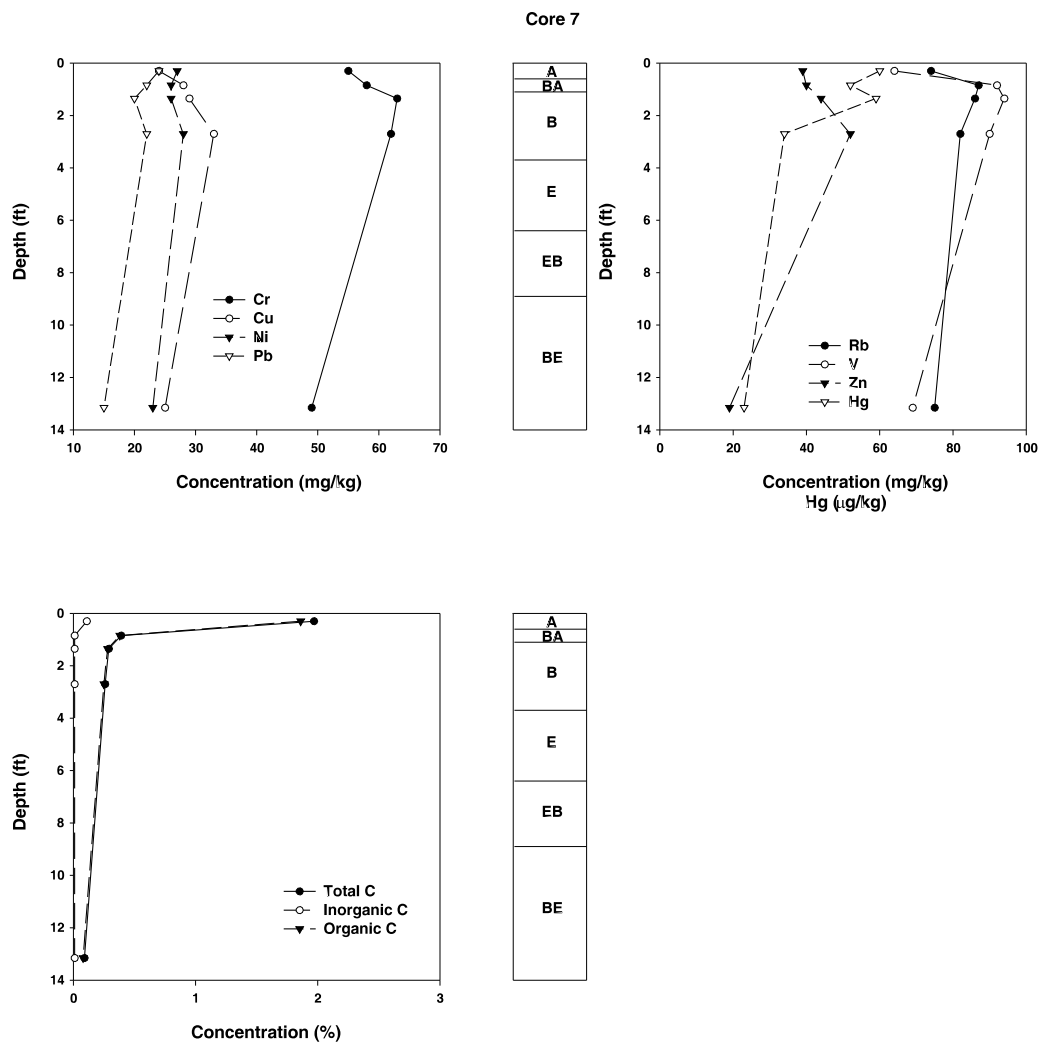 Core 7
0
2
4
6
8
10
12
14
10 20 30 40 50 60 70
Depth (ft)
Concentration (mg/kg)
Cr
Cu
Ni
Pb
A
BA
B
E
EB
BE
0
2
4
6
8
10
12
14
0 20 40 60 80 100
Depth (ft)
Concentration (mg/kg)
Hg (μg/kg)
Rb
V
Zn
Hg
0
2
4
6
8
10
12
14
0 1 2 3
Depth (ft)
Concentration (%)
Total C
Inorganic C
Organic C
A
BA
B
E
EB
BE